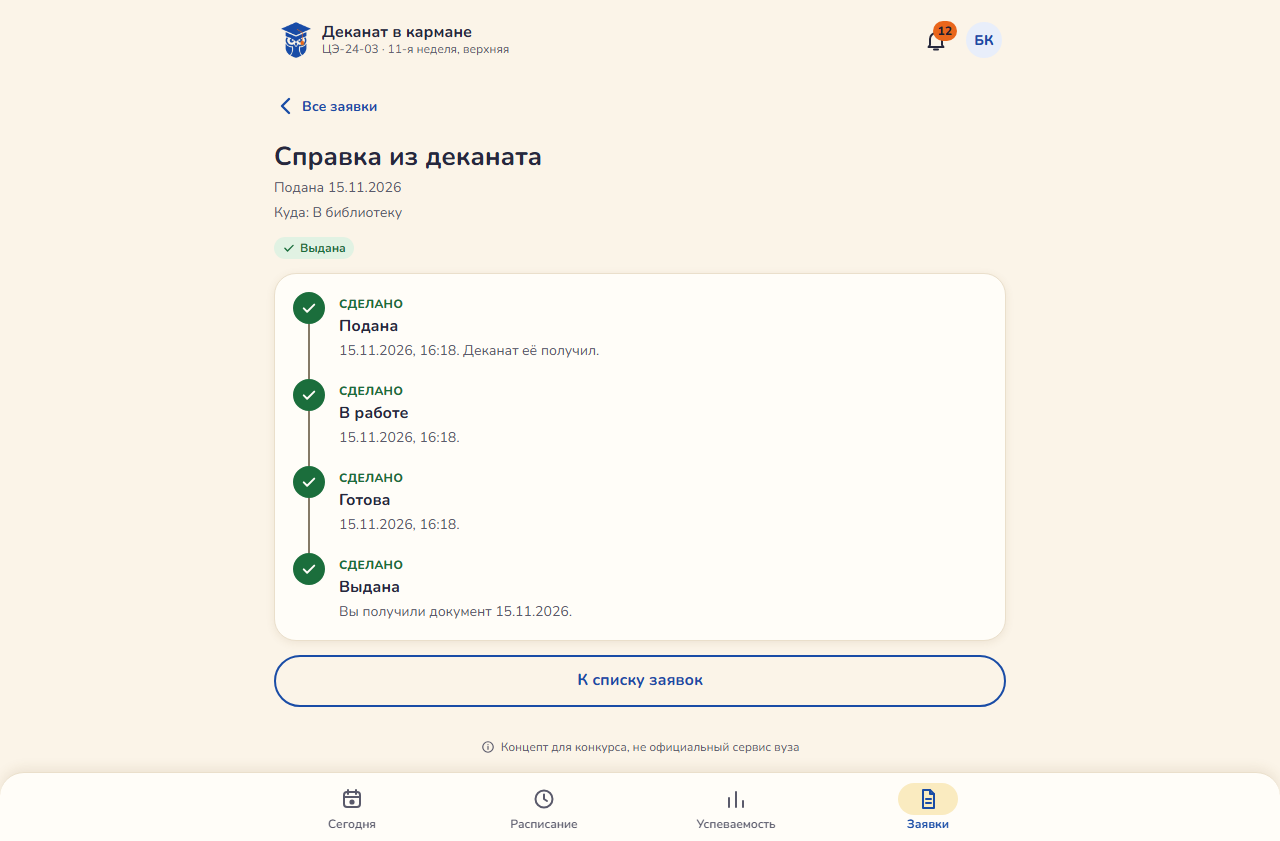 Деканат в кармане
ЦЭ-24-03 · 11-я неделя, верхняя
12
БК
Все заявки
Справка из деканата
Подана 15.11.2026
Куда: В библиотеку
Выдана
СДЕЛАНО
Подана
15.11.2026, 16:18. Деканат её получил.
СДЕЛАНО
В работе
15.11.2026, 16:18.
СДЕЛАНО
Готова
15.11.2026, 16:18.
СДЕЛАНО
Выдана
Вы получили документ 15.11.2026.
К списку заявок
Концепт для конкурса, не официальный сервис вуза
Сегодня
Расписание
Успеваемость
Заявки